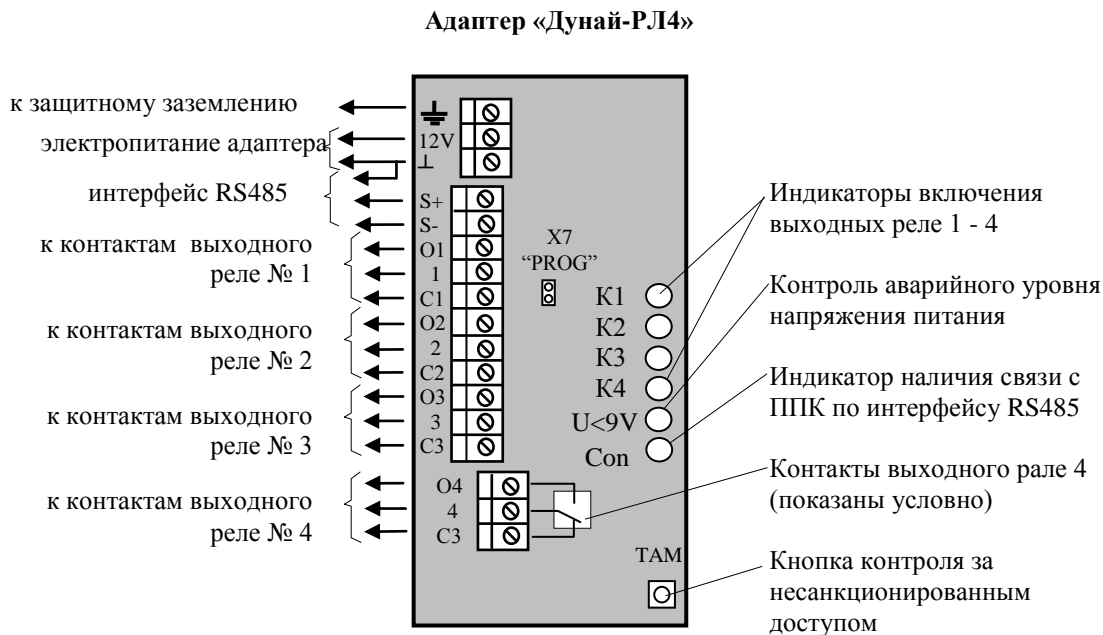 Адаптер «Дунай-РЛ4»
к защитному заземлению
электропитание адаптера
12V
⊥
интерфейс RS485
S+
S-
к контактам выходного
реле № 1
O1
1
C1
к контактам выходного
реле № 2
O2
2
C2
к контактам выходного
реле № 3
O3
3
C3
к контактам выходного
реле № 4
O4
4
C3
X7
“PROG”
K1
K2
K3
K4
U<9V
Con
TAM
Индикаторы включения
выходных реле 1 - 4
Контроль аварийного уровня
напряжения питания
Индикатор наличия связи с
ППК по интерфейсу RS485
Контакты выходного рале 4
(показаны условно)
Кнопка контроля за
несанкционированным
доступом